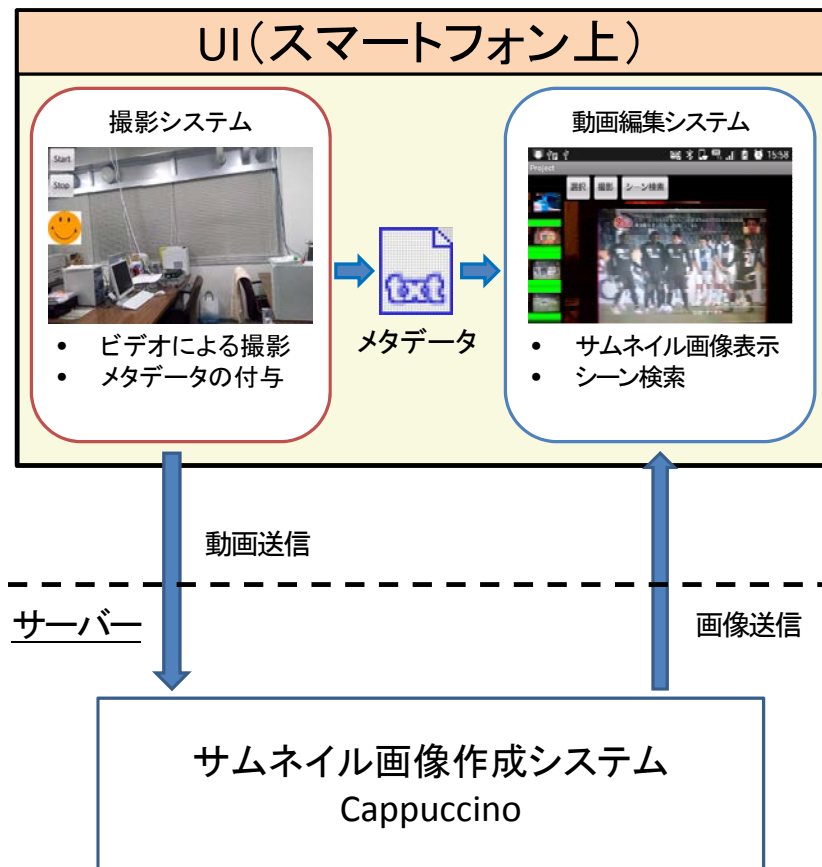 UI(スマートフォン上)
撮影システム
Start
Stop
• ビデオによる撮影
• メタデータの付与
txt
メタデータ
動画編集システム
15:58
Project
選択 撮影 シーン検索
• サムネイル画像表示
• シーン検索
動画送信
サーバー
画像送信
サムネイル画像作成システム
Cappuccino